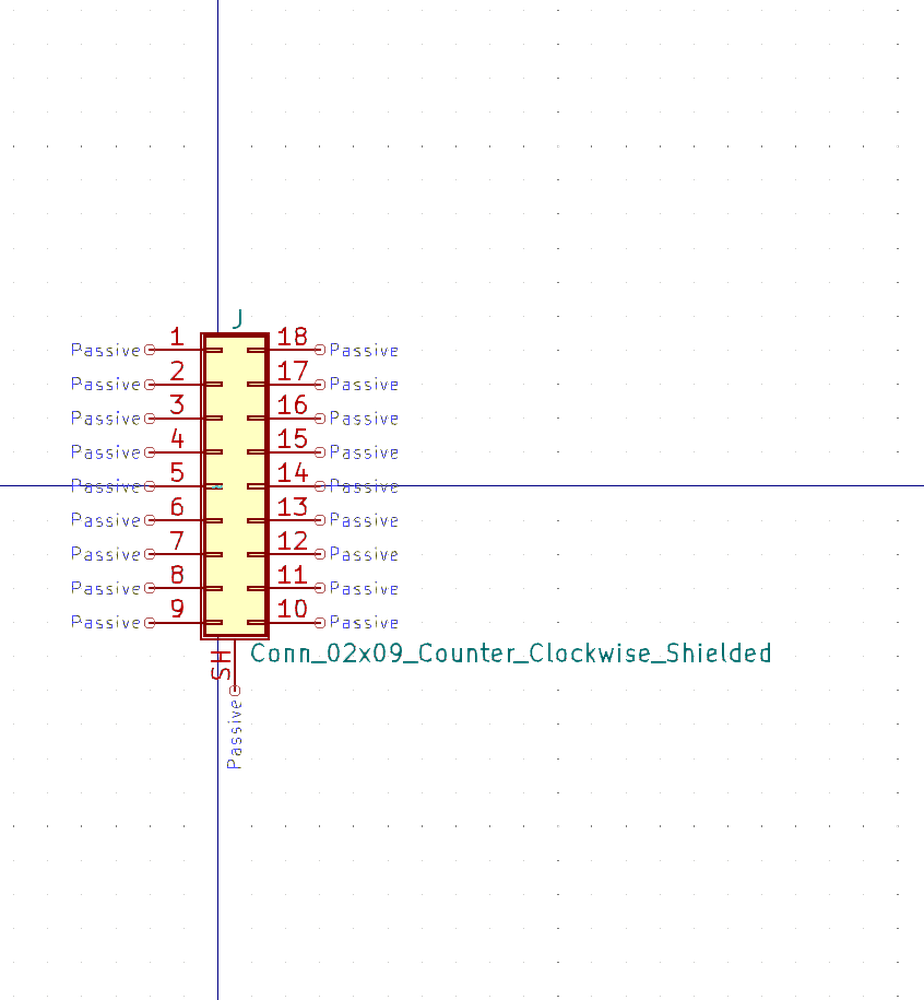 J
Passive 1 18 Passive
Passive 2 17 Passive
Passive 3 16 Passive
Passive 4 15 Passive
Passive 5 14 Passive
Passive 6 13 Passive
Passive 7 12 Passive
Passive 8 11 Passive
Passive 9 10 Passive
SH
Conn_02x09_Counter_Clockwise_Shielded
Passive